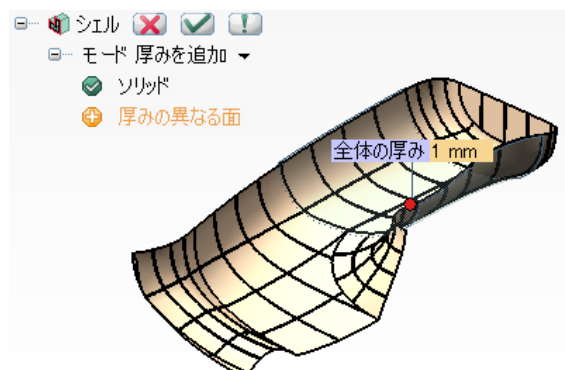 シェル
モード 厚みを追加
ソリッド
厚みの異なる面
全体の厚み 1 mm